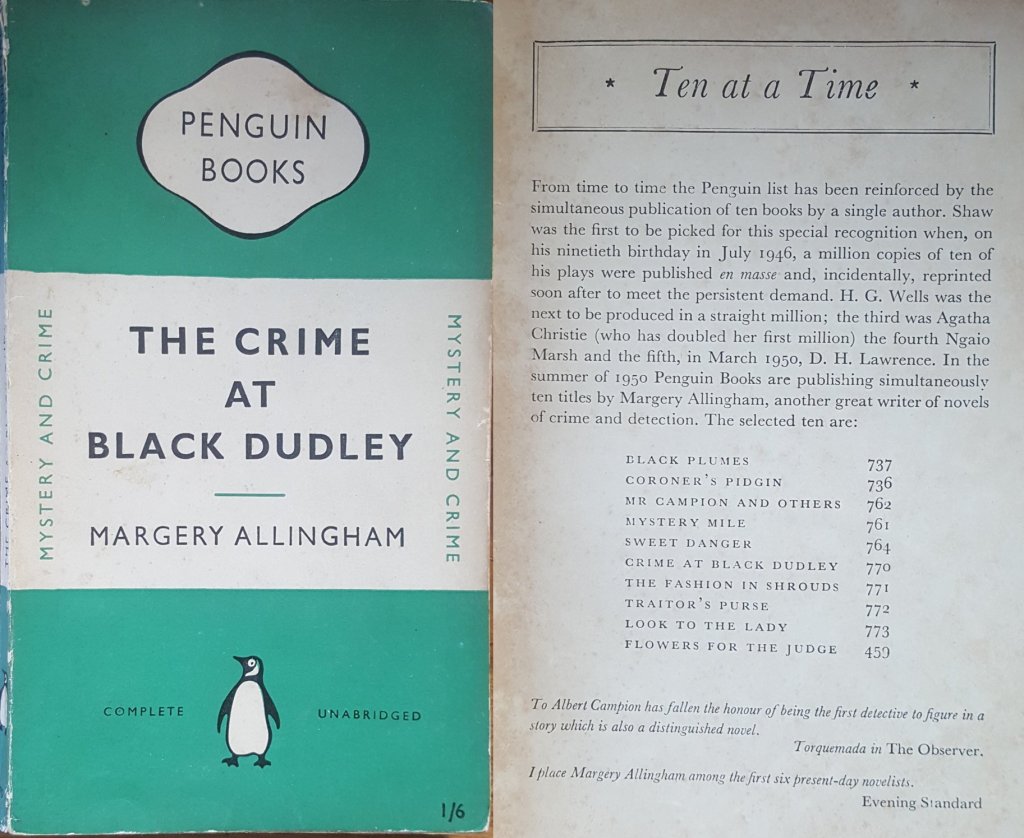 PENGUIN
BOOKS
MYSTERY AND CRIME
THE CRIME
AT
BLACK DUDLEY
MARGERY ALLINGHAM
MYSTERY AND CRIME
COMPLETE
UNABRIDGED
1/6
* Ten at a Time *
From time to time the Penguin list has been reinforced by the
simultaneous publication of ten books by a single author. Shaw
was the first to be picked for this special recognition when, on
his ninetieth birthday in July 1946, a million copies of ten of
his plays were published en masse and, incidentally, reprinted
soon after to meet the persistent demand. H. G. Wells was the
next to be produced in a straight million; the third was Agatha
Christie (who has doubled her first million) the fourth Ngaio
Marsh and the fifth, in March 1950, D. H. Lawrence. In the
summer of 1950 Penguin Books are publishing simultaneously
ten titles by Margery Allingham, another great writer of novels
of crime and detection. The selected ten are:
BLACK PLUMES 737
CORONER'S PIDGIN 736
MR CAMPION AND OTHERS 762
MYSTERY MILE 761
SWEET DANGER 764
CRIME AT BLACK DUDLEY 770
THE FASHION IN SHROUDS 771
TRAITOR'S PURSE 772
LOOK TO THE LADY 773
FLOWERS FOR THE JUDGE 459
To Albert Campion has fallen the honour of being the first detective to figure in a
story which is also a distinguished novel.
Torquemada in The Observer.
I place Margery Allingham among the first six present-day novelists.
Evening Standard